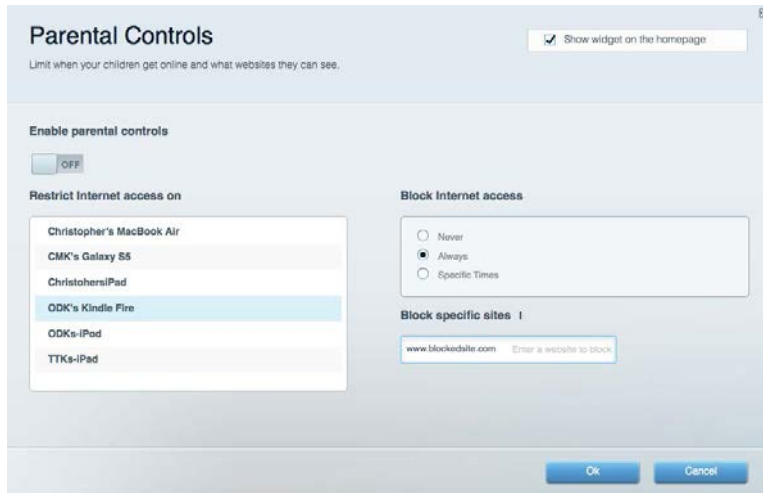 Parental Controls
Show widget on the homepage
Limit when your children get online and what websites they can see.
Enable parental controls
OFF
Restrict Internet access on
Block Internet access
Christopher's MacBook Air
CMK's Galaxy S5
ChristohersiPad
ODK's Kindle Fire
ODKs-iPod
TTKs-iPad
Never
Always
Specific Times
Block specific sites |
www.blockedsite.com Enter a website to block
Ok Cancel